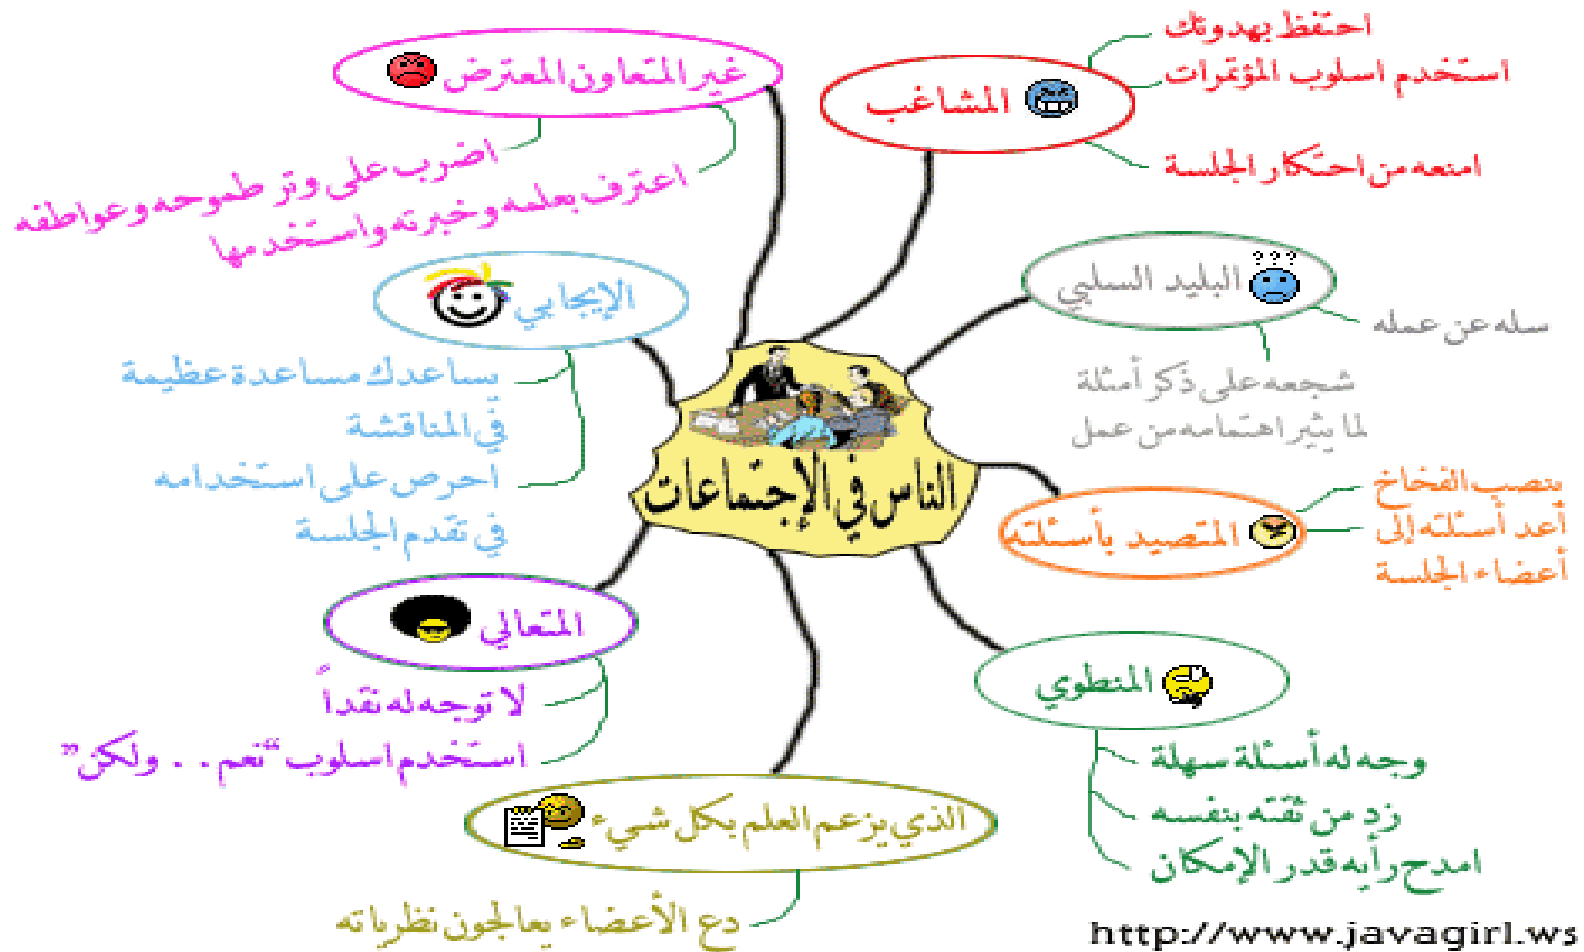 الناس في الإجتماعات
المشاغب
احتفظ بهدوئك
استخدم اسلوب المؤتمرات
امنعه من احتكار الجلسة
البليد السلبي
???
سله عن عمله
شجعه على ذكر أمثلة
لما يثير اهتمامه من عمل
المتصيد بأسئلته
ينصب الفخاخ
أعد أسئلته إلى
أعضاء الجلسة
المنطوي
وجه له أسئلة سهلة
زد من ثقته بنفسه
امدح رأيه قدر الإمكان
الذي يزعم العلم بكل شيء
دع الأعضاء يعالجون نظرياته
المتعالي
لا توجه له نقداً
استخدم اسلوب “نعم . . ولكن”
الإيجابي
يساعدك مساعدة عظيمة
في المناقشة
احرص على استخدامه
في تقدم الجلسة
غير المتعاون المعترض
اضرب على وتر طموحه وعواطفه
اعترف بعلمه وخبرته واستخدمها
http://www.javagirl.ws